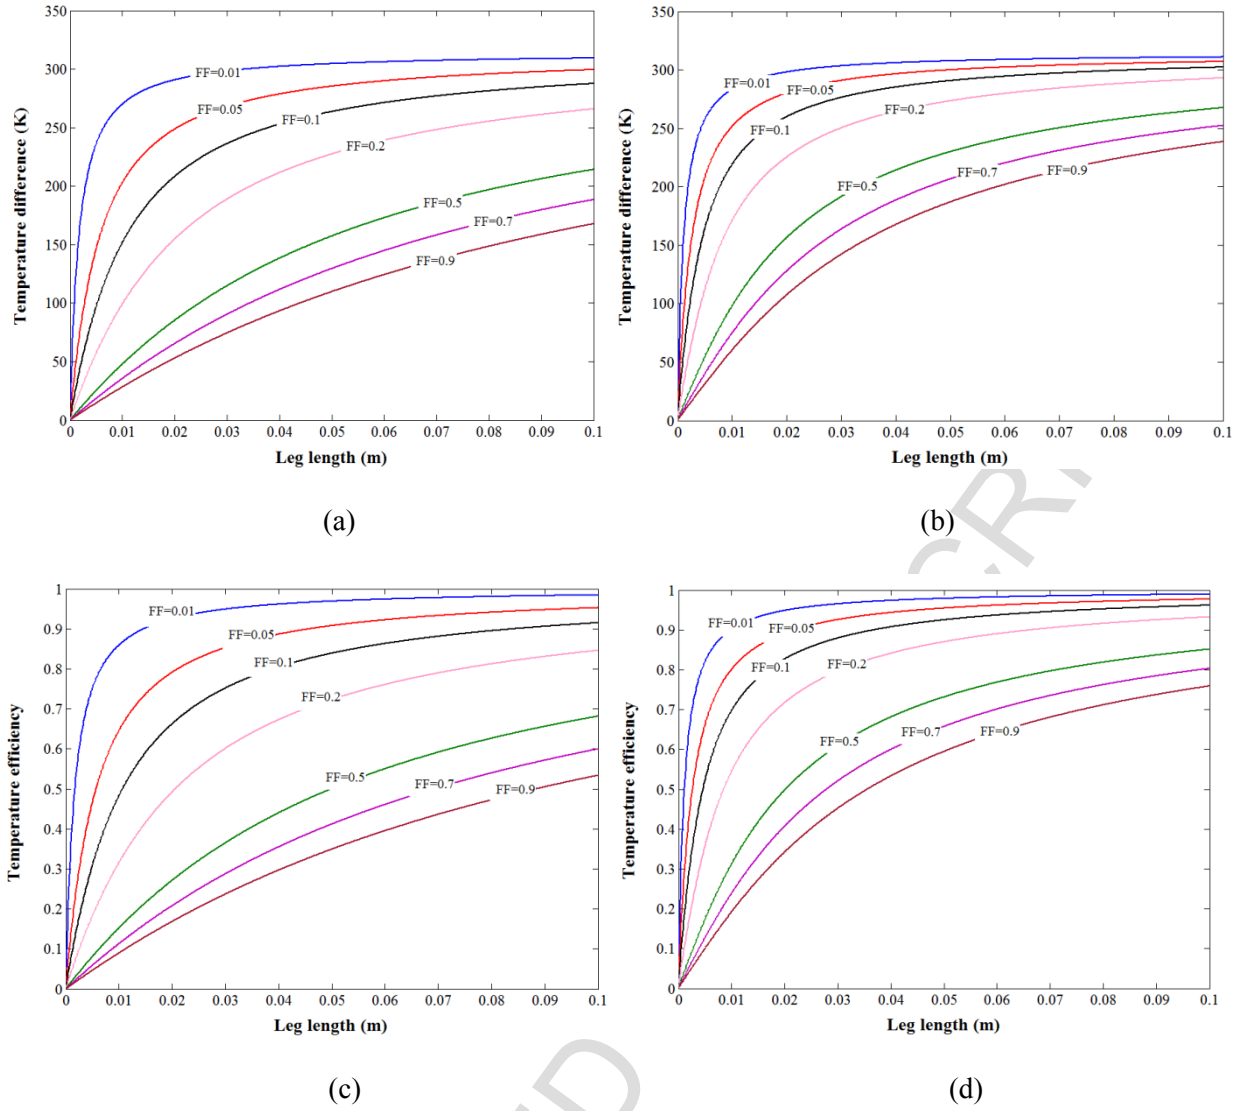 350
300
250
200
150
100
50
0
Temperature difference (K)
FF=0.01
FF=0.05
FF=0.1
FF=0.2
FF=0.5
FF=0.7
FF=0.9
0 0.01 0.02 0.03 0.04 0.05 0.06 0.07 0.08 0.09 0.1
Leg length (m)
(a)
350
300
250
200
150
100
50
0
Temperature difference (K)
FF=0.01
FF=0.05
FF=0.1
FF=0.2
FF=0.5
FF=0.7
FF=0.9
0 0.01 0.02 0.03 0.04 0.05 0.06 0.07 0.08 0.09 0.1
Leg length (m)
(b)
1
0.9
0.8
0.7
0.6
0.5
0.4
0.3
0.2
0.1
0
Temperature efficiency
FF=0.01
FF=0.05
FF=0.1
FF=0.2
FF=0.5
FF=0.7
FF=0.9
0 0.01 0.02 0.03 0.04 0.05 0.06 0.07 0.08 0.09 0.1
Leg length (m)
(c)
1
0.9
0.8
0.7
0.6
0.5
0.4
0.3
0.2
0.1
0
Temperature efficiency
FF=0.01
FF=0.05
FF=0.1
FF=0.2
FF=0.5
FF=0.7
FF=0.9
0 0.01 0.02 0.03 0.04 0.05 0.06 0.07 0.08 0.09 0.1
Leg length (m)
(d)